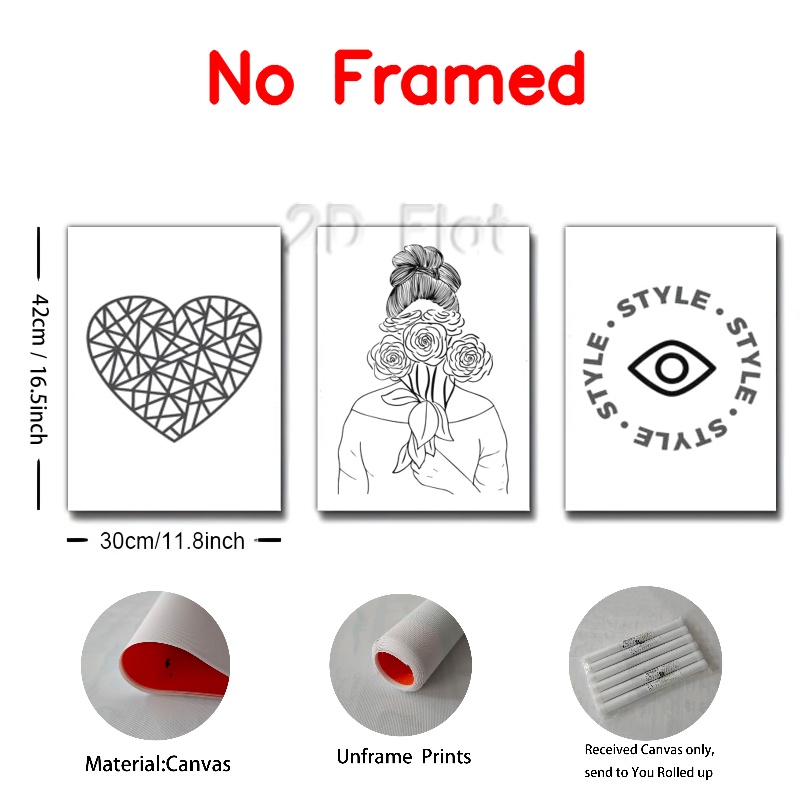 No Framed
2D Flat
42cm / 16.5inch
30cm/11.8inch
STYLE • STYLE • STYLE • STYLE •
Material:Canvas
Unframe Prints
Received Canvas only,
send to You Rolled up